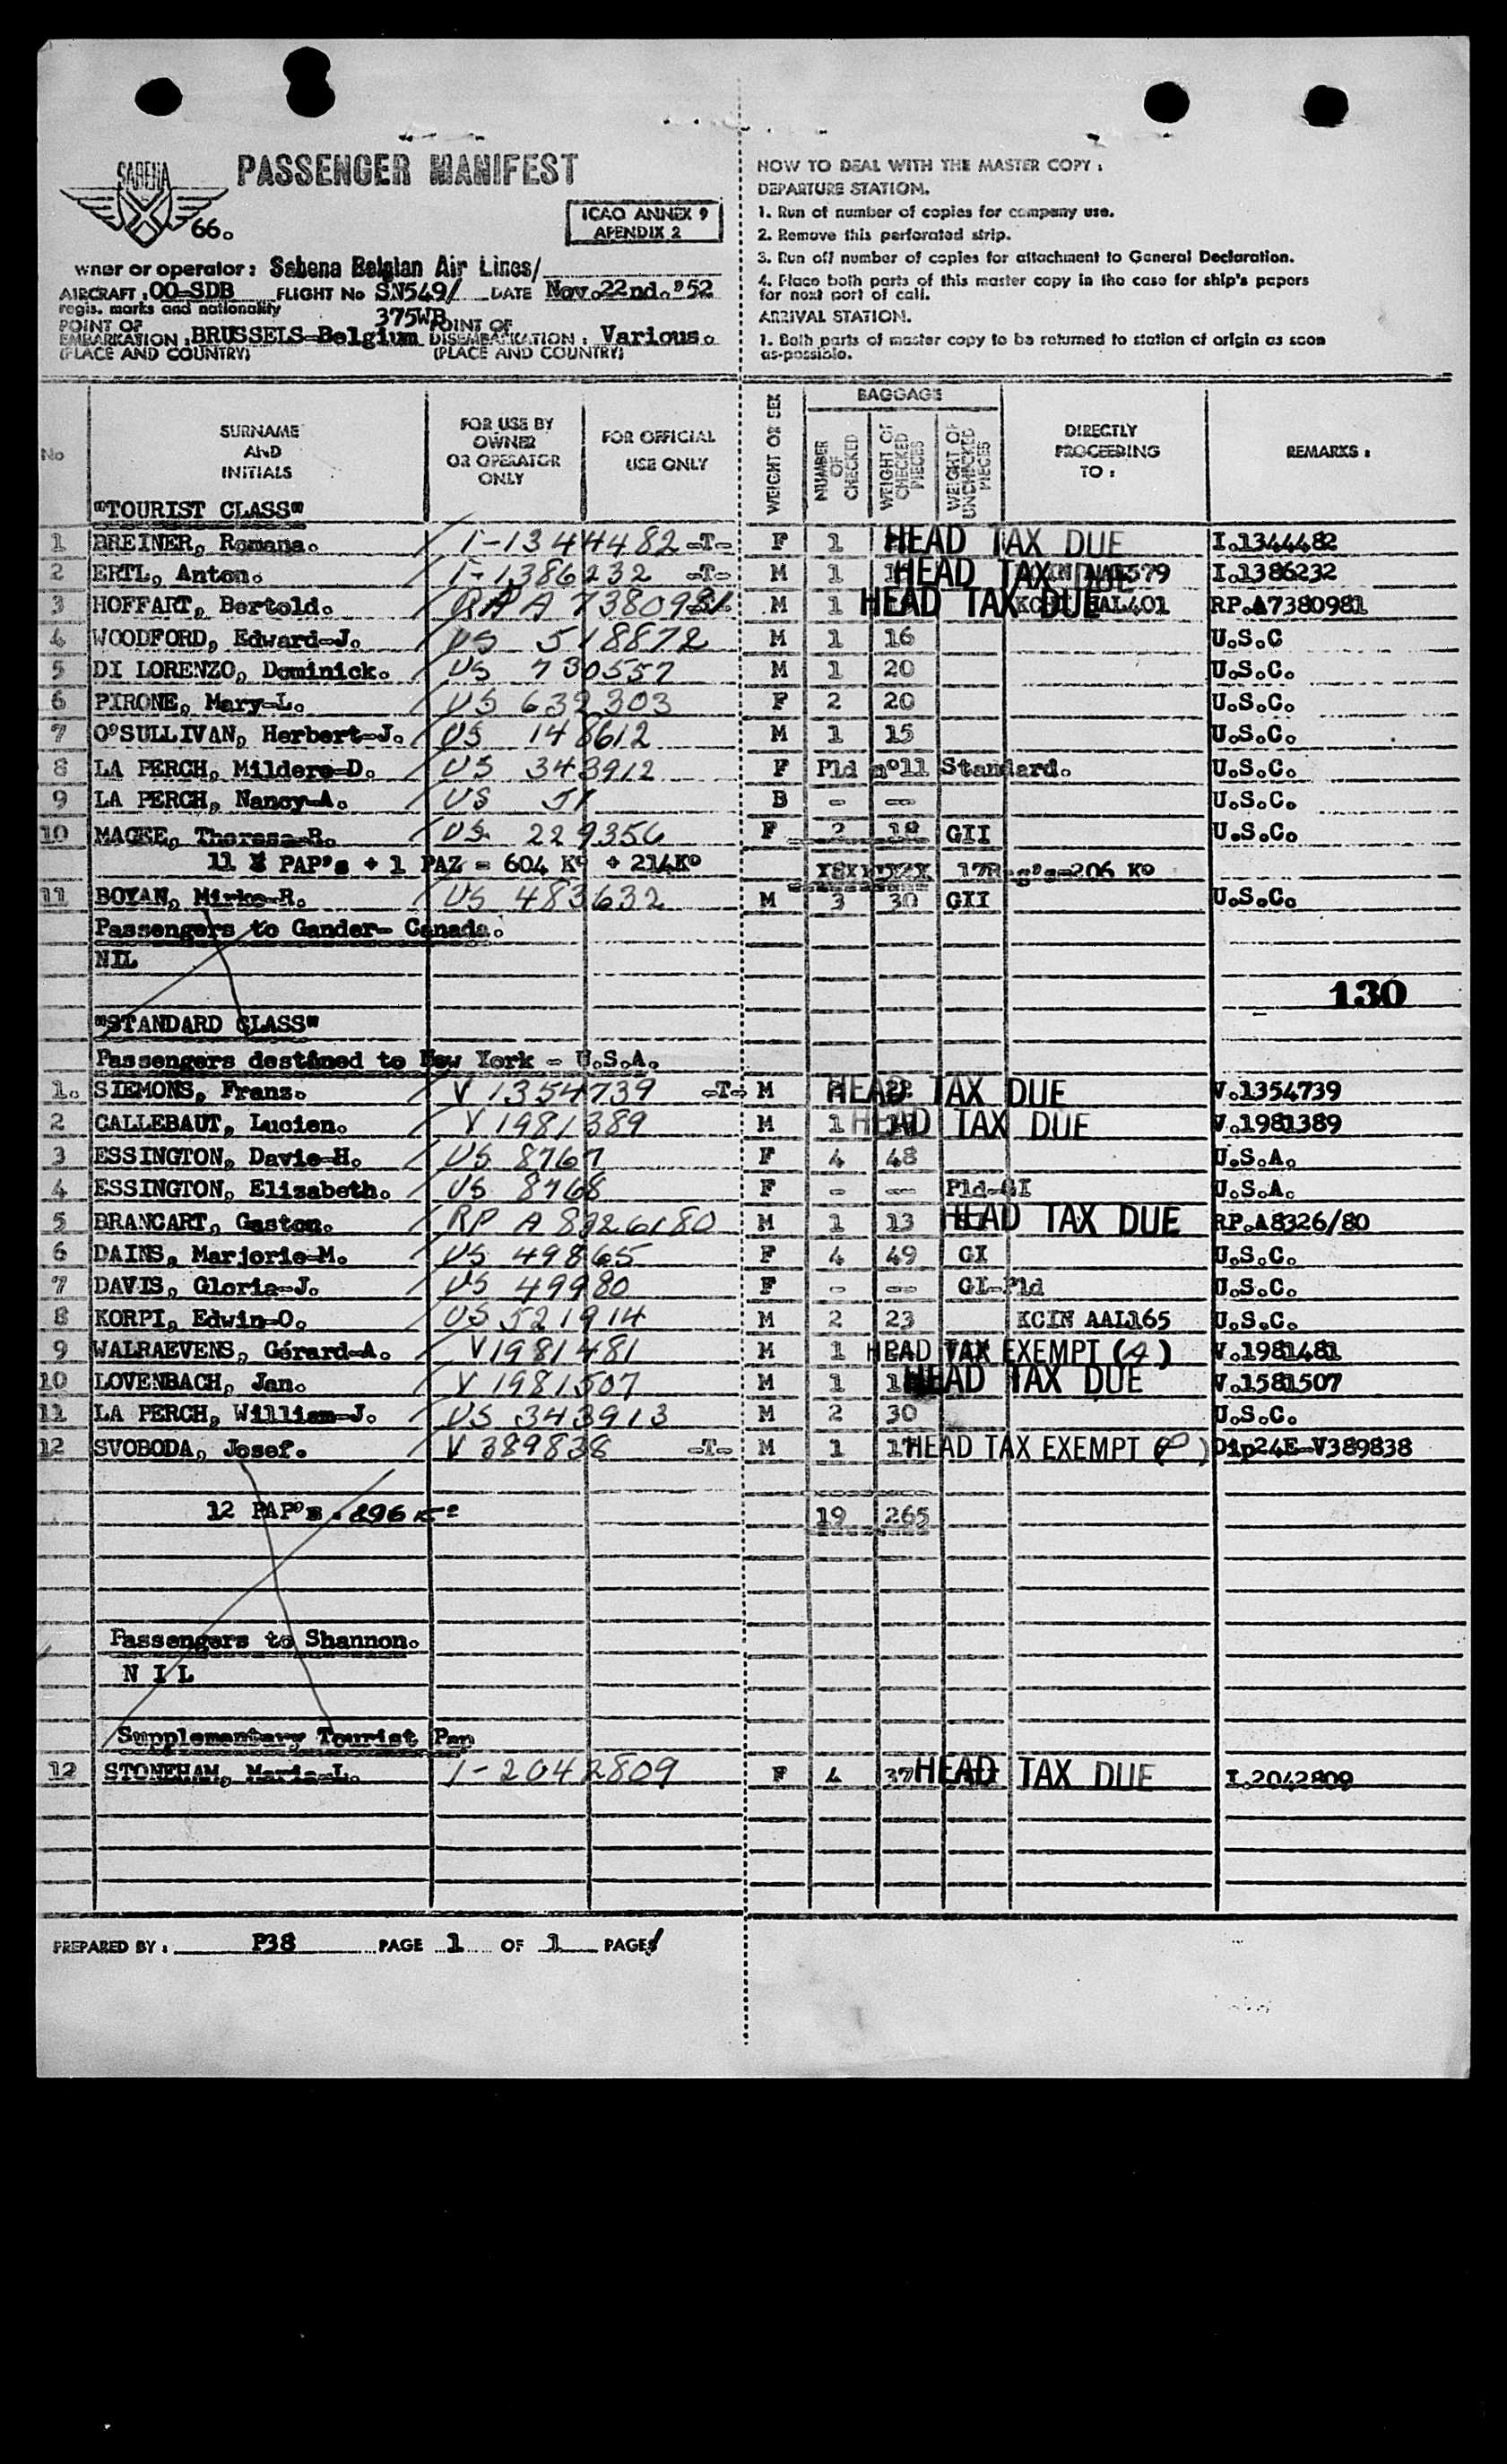 SABENA
66.
PASSENGER MANIFEST
ICAO ANNEX 9
APENDIX 2
wner or operator: Sabena Belgian Air Lines/
AIRCRAFT: OO-SDB FLIGHT No SN549/ DATE Nov.22nd.°52
regis. marks and nationality 375WB
POINT OF EMBARKATION: BRUSSELS-Belgium POINT OF DISEMBARKATION: Various.
(PLACE AND COUNTRY) (PLACE AND COUNTRY)
HOW TO DEAL WITH THE MASTER COPY:
DEPARTURE STATION.
1. Run of number of copies for company use.
2. Remove this perforated strip.
3. Run off number of copies for attachment to General Declaration.
4. Place both parts of this master copy in the case for ship's papers
for next port of call.
ARRIVAL STATION.
1. Both parts of master copy to be returned to station of origin as soon
as-possible.
No SURNAME AND INITIALS FOR USE BY OWNER OR OPERATOR ONLY FOR OFFICIAL USE ONLY WEIGHT OR SEX BAGGAGE NUMBER OF CHECKED WEIGHT OF CHECKED PIECES WEIGHT OF UNCHECKED PIECES DIRECTLY PROCEEDING TO: REMARKS:
"TOURIST CLASS"
1 BREINER, Romana. I-1344482 -T- F 1 HEAD TAX DUE I.1344482
2 ERTL, Anton. I-1386232 -T- M 1 HEAD TAX DUE I.1386232
3 HOFFART, Bertold. RP A 7380981 M 1 HEAD TAX DUE AAL401 RP.A7380981
4 WOODFORD, Edward-J. US 518872 M 1 16 U.S.C
5 DI LORENZO, Dominick. US 730557 M 1 20 U.S.C.
6 PIRONE, Mary-L. US 632303 F 2 20 U.S.C.
7 O°SULLIVAN, Herbert-J. US 148612 M 1 15 U.S.C.
8 LA PERCH, Mildere-D. US 343912 F Pld n°11 Standard. U.S.C.
9 LA PERCH, Nancy-A. US 51 B - -- U.S.C.
10 MAGEE, Theresa-R. US 229356 F 2 18 GII U.S.C.
11 PAP's + 1 PAZ = 604 K° + 214K° =206 K°
11 BOYAN, Mirko-R. US 483632 M 3 30 GII U.S.C.
Passengers to Gander- Canada.
NIL
130
"STANDARD CLASS"
Passengers destined to New York - U.S.A.
1. SIEMONS, Franz. V 1354739 -T- M HEAD TAX DUE V.1354739
2 CALLEBAUT, Lucien. V 1981389 M 1 HEAD TAX DUE V.1981389
3 ESSINGTON, Davie-H. US 8767 F 4 48 U.S.A.
4 ESSINGTON, Elizabeth. US 8768 F - -- Pld-GI U.S.A.
5 BRANCART, Gaston. RP A 8326180 M 1 13 HEAD TAX DUE RP.A8326/80
6 DAINS, Marjorie-M. US 49865 F 4 49 GI U.S.C.
7 DAVIS, Gloria-J. US 49980 F - -- GI-Pld U.S.C.
8 KORPI, Edwin-O. US 521914 M 2 23 KCIN AAL165 U.S.C.
9 WALRAEVENS, Gérard-A. V 1981481 M 1 HEAD TAX EXEMPT (4) V.1981481
10 LOVENBACH, Jan. V 1981507 M 1 HEAD TAX DUE V.1581507
11 LA PERCH, William-J. US 343913 M 2 30 U.S.C.
12 SVOBODA, Josef. V 389838 -T- M 1 17 HEAD TAX EXEMPT ( ) Dip24E-V389838
12 PAP°s . 896 K° 19 265
Passengers to Shannon.
N I L
Supplementary Tourist Pap
12 STONEHAM, Marie-L. I-2042809 F 4 37 HEAD TAX DUE I.2042809
PREPARED BY: P38 PAGE 1 OF 1 PAGE